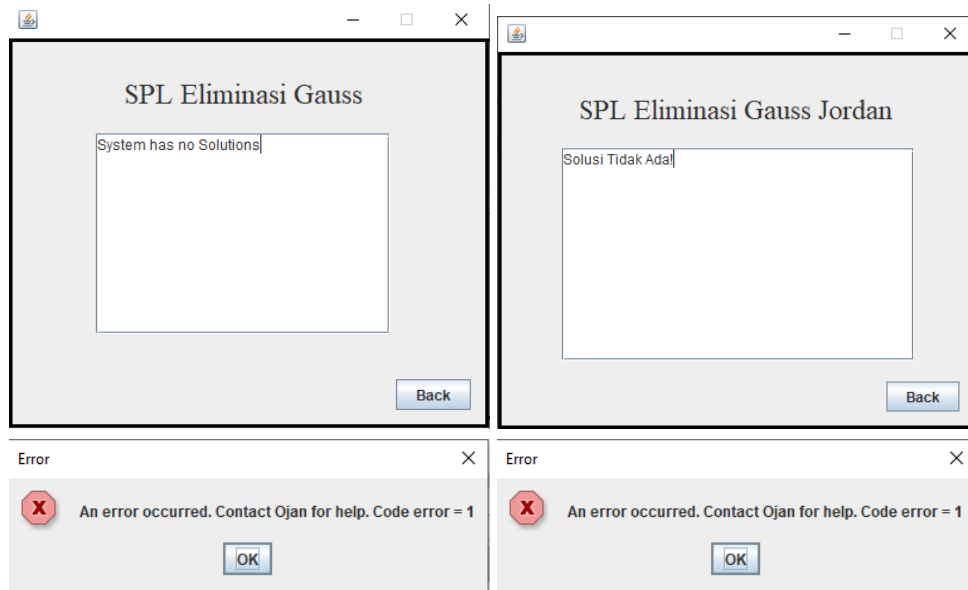 SPL Eliminasi Gauss
System has no Solutions
Back
SPL Eliminasi Gauss Jordan
Solusi Tidak Ada!
Back
Error
An error occurred. Contact Ojan for help. Code error = 1
OK
Error
An error occurred. Contact Ojan for help. Code error = 1
OK